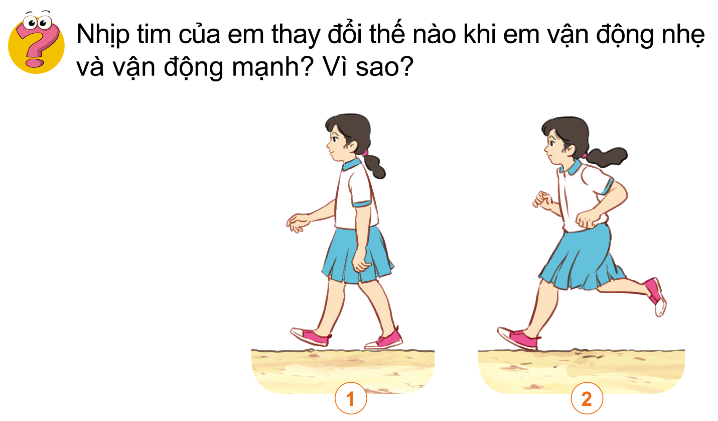 Nhịp tim của em thay đổi thế nào khi em vận động nhẹ
và vận động mạnh? Vì sao?
1
2